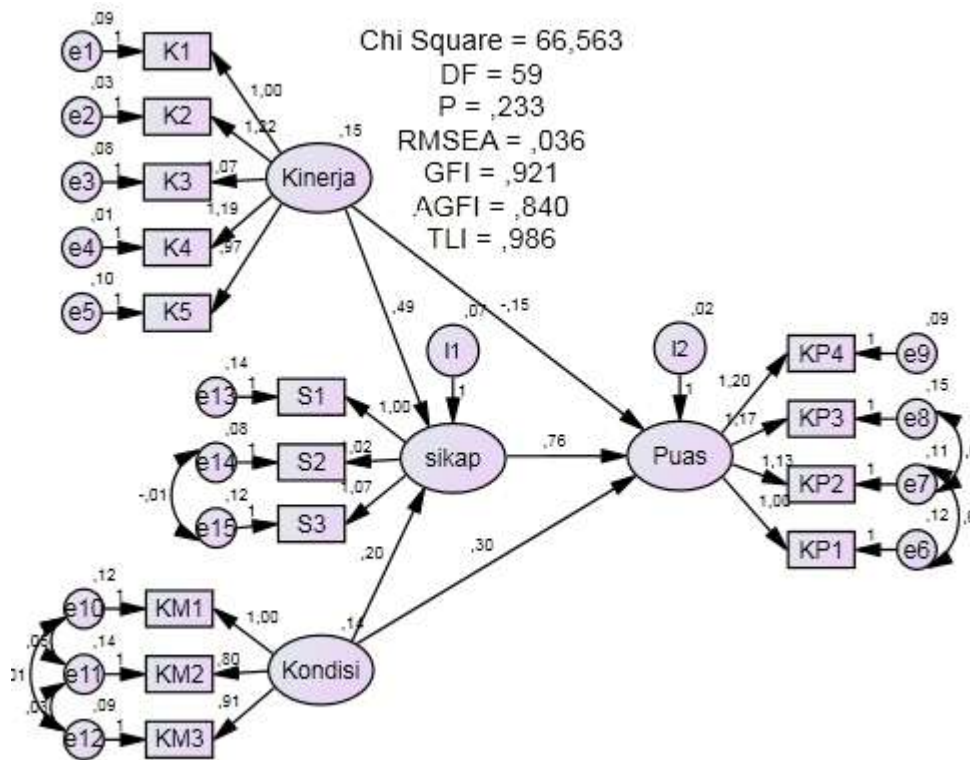 Chi Square = 66,563
DF = 59
P = ,233
RMSEA = ,036
GFI = ,921
AGFI = ,840
TLI = ,986
,09
e1 1 K1
1,00
,03
e2 1 K2
1,22
,15
Kinerja
,08
e3 1 K3
,07
,01
e4 1 K4
1,19
,97
,10
e5 1 K5
,49
-,15
,07
I1
1
,02
I2
1
,14
e13 1 S1
1,00
,08
e14 1 S2
,02
sikap
,76
Puas
-,01
,12
e15 1 S3
1,07
1,20
KP4 1 e9
,09
1,17
KP3 1 e8
,15
1,13
KP2 1 e7
,11
1,00
KP1 1 e6
,12
,20
,30
,12
e10 1 KM1
1,00
,14
Kondisi
,14
e11 1 KM2
,80
01
,09
e12 1 KM3
,91